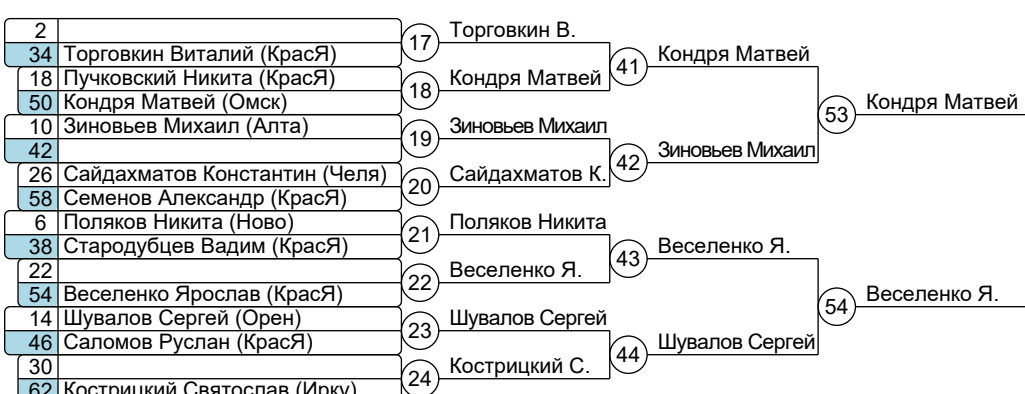 2
34 Торговкин Виталий (КрасЯ)
17
Торговкин В.
18 Пучковский Никита (КрасЯ)
50 Кондря Матвей (Омск)
18
Кондря Матвей
41
Кондря Матвей
10 Зиновьев Михаил (Алта)
42
19
Зиновьев Михаил
26 Сайдахматов Константин (Челя)
58 Семенов Александр (КрасЯ)
20
Сайдахматов К.
42
Зиновьев Михаил
53
Кондря Матвей
6 Поляков Никита (Ново)
38 Стародубцев Вадим (КрасЯ)
21
Поляков Никита
22
54 Веселенко Ярослав (КрасЯ)
22
Веселенко Я.
43
Веселенко Я.
14 Шувалов Сергей (Орен)
46 Саломов Руслан (КрасЯ)
23
Шувалов Сергей
30
62 Кострицкий Святослав (Ирку)
24
Кострицкий С.
44
Шувалов Сергей
54
Веселенко Я.